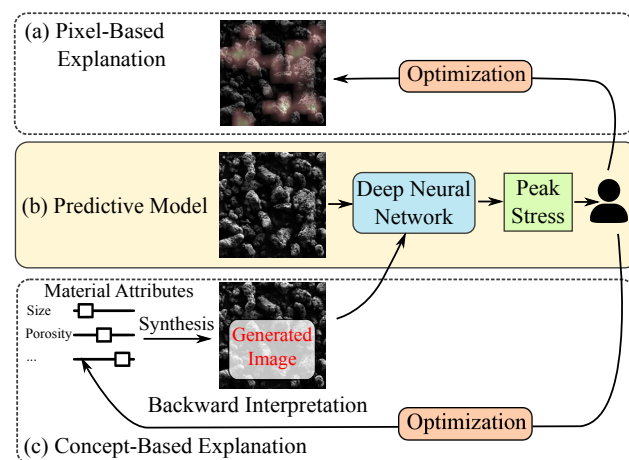 (a) Pixel-Based
Explanation
Optimization
(b) Predictive Model
Deep Neural
Network
Peak
Stress
Material Attributes
Size
Porosity
...
Synthesis
Generated
Image
Backward Interpretation
Optimization
(c) Concept-Based Explanation